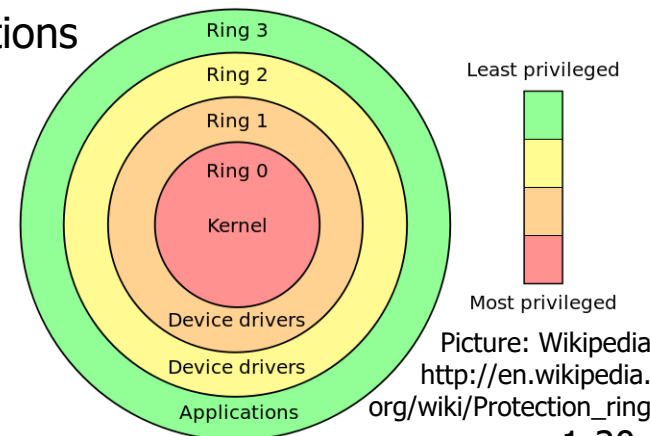 tions
Ring 3
Ring 2
Ring 1
Ring 0
Kernel
Device drivers
Device drivers
Applications
Least privileged
Most privileged
Picture: Wikipedia
http://en.wikipedia.
org/wiki/Protection_ring